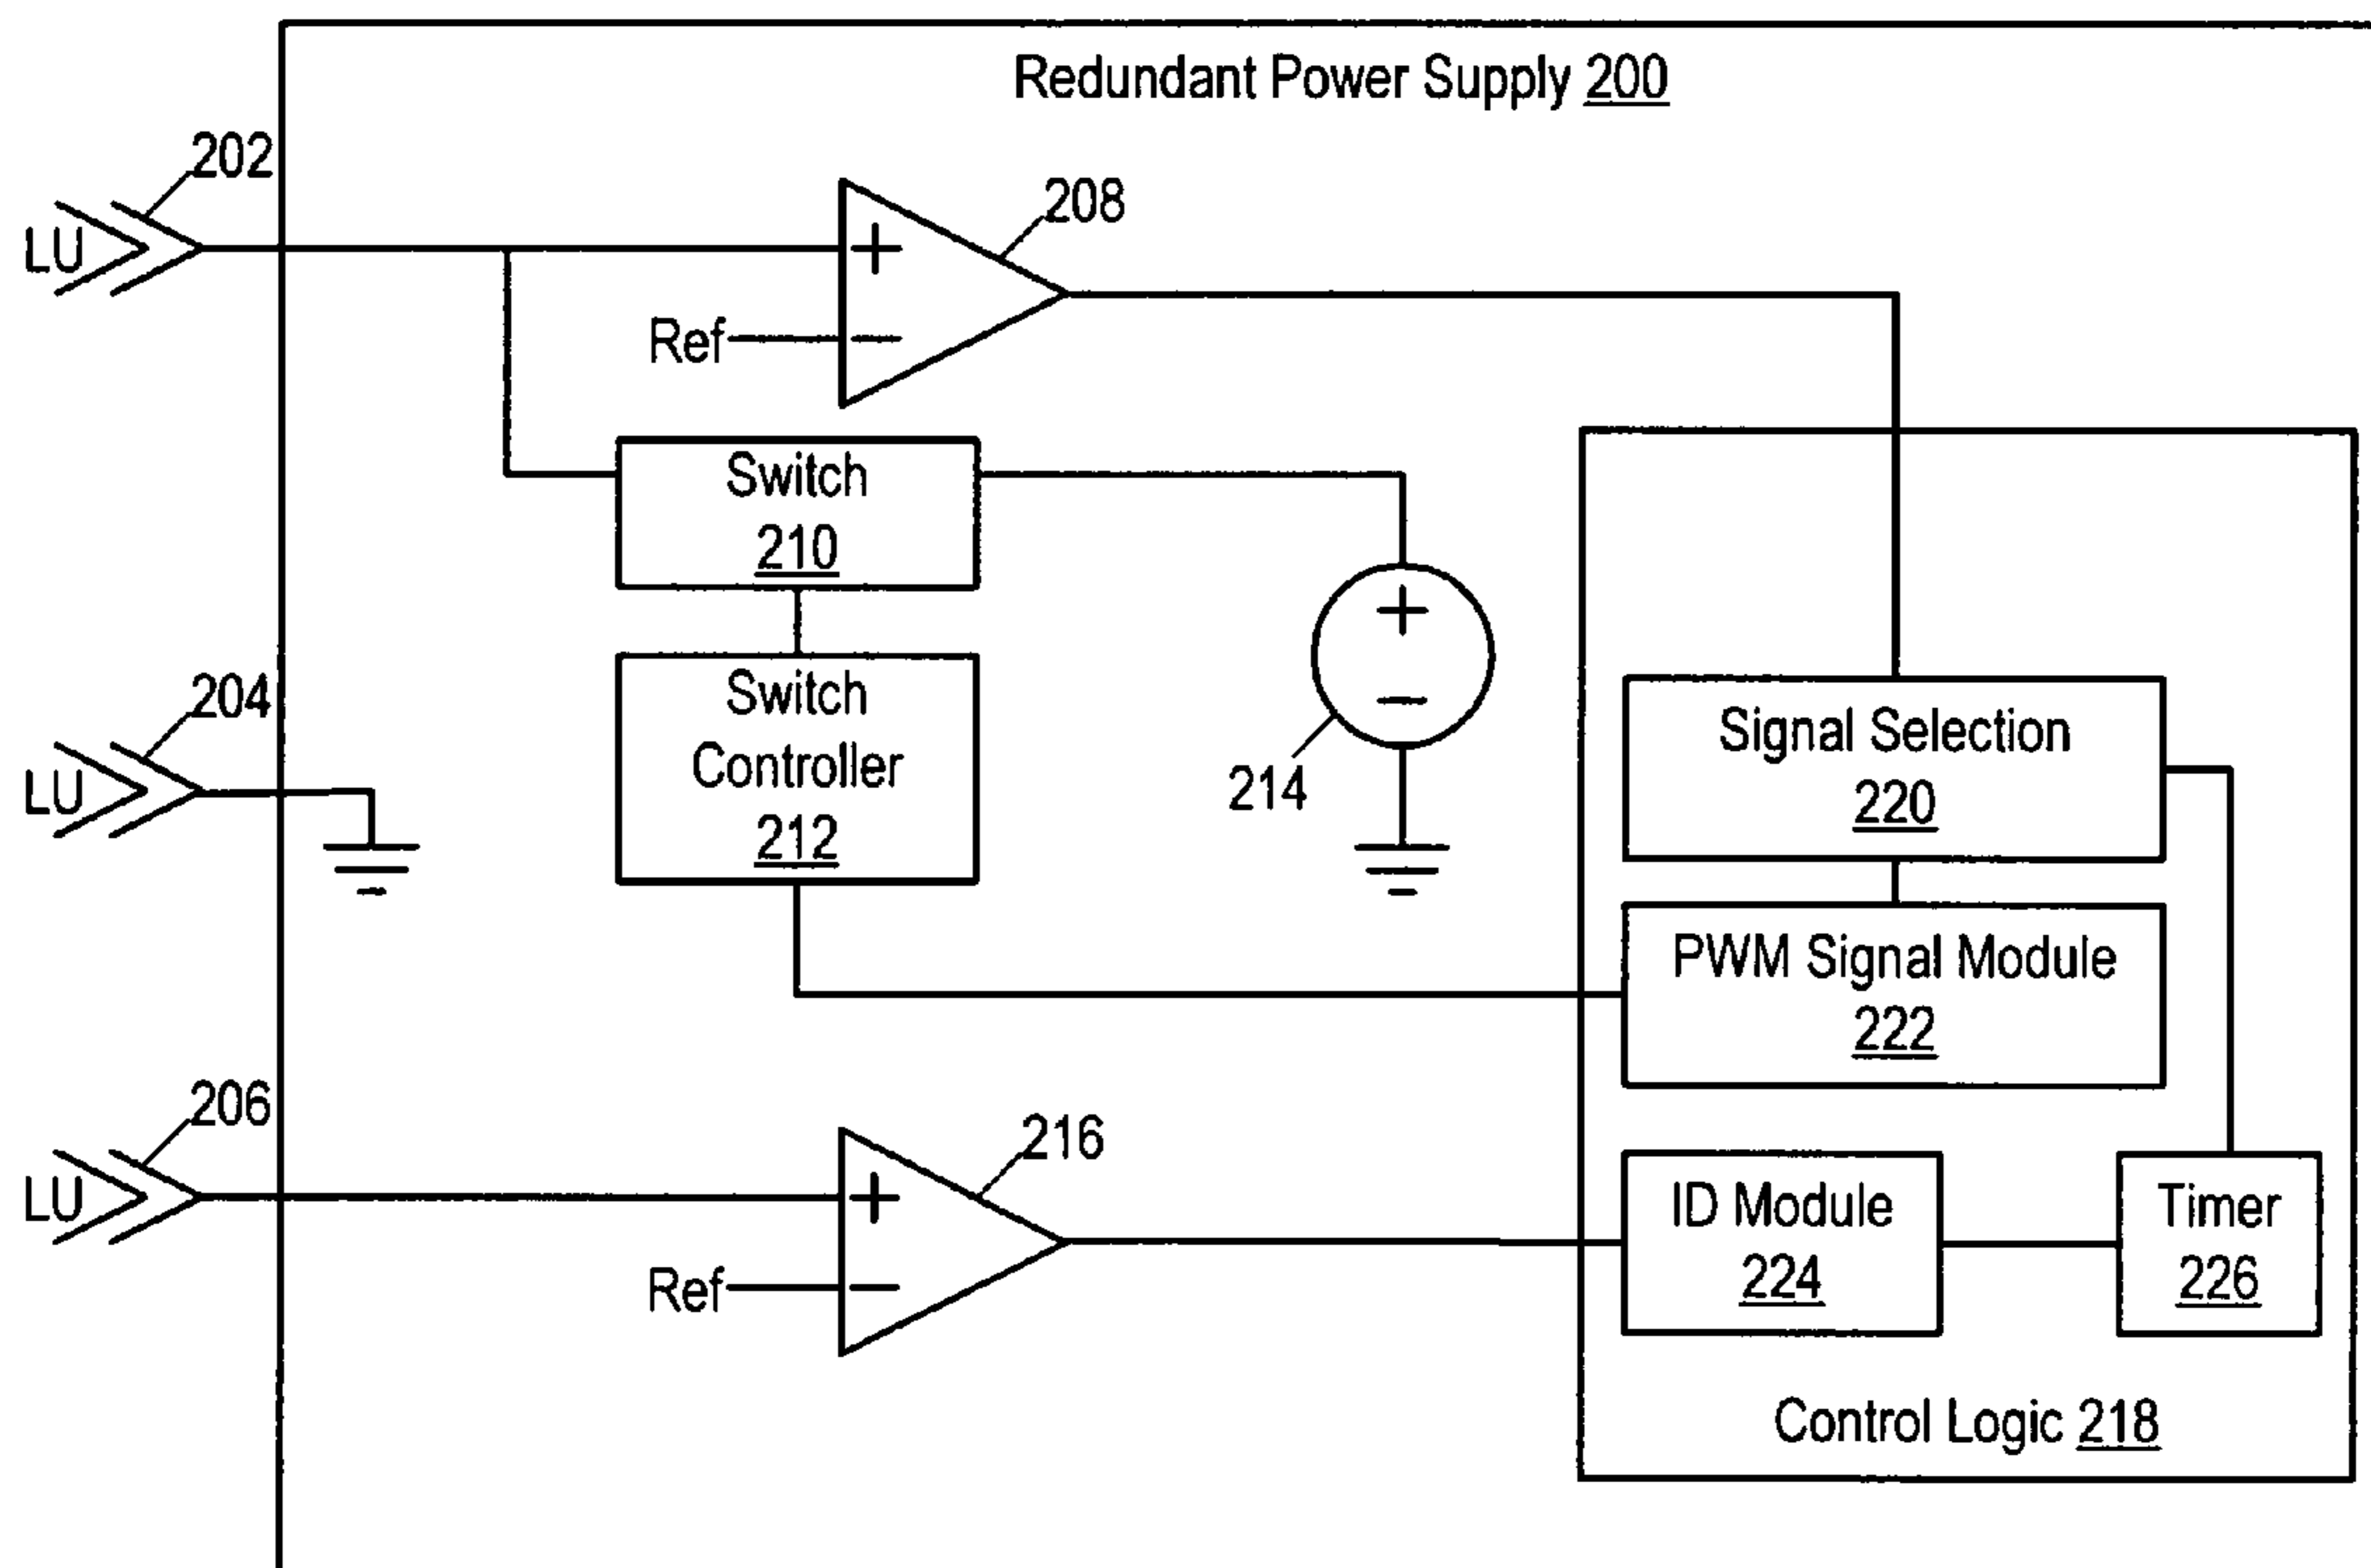 Redundant Power Supply 200
202
LU
208
+
Ref
−
Switch
210
+
−
214
Switch
Controller
212
204
LU
Signal Selection
220
PWM Signal Module
222
206
LU
216
+
Ref
−
ID Module
224
Timer
226
Control Logic 218